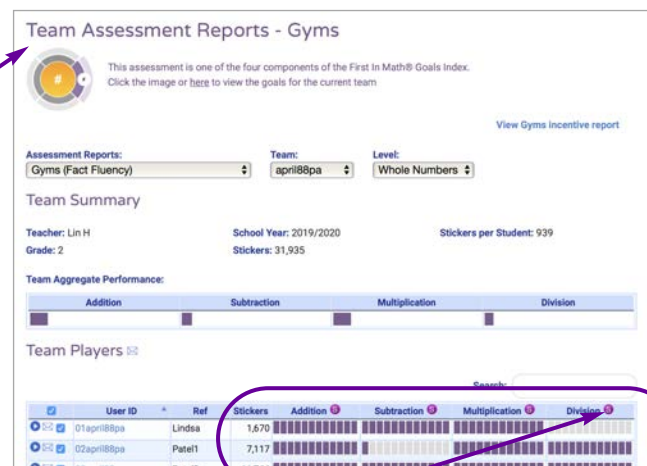 Team Assessment Reports - Gyms
#
This assessment is one of the four components of the First In Math® Goals Index.
Click the image or here to view the goals for the current team
View Gyms incentive report
Assessment Reports: Team: Level:
Gyms (Fact Fluency) april88pa Whole Numbers
Team Summary
Teacher: Lin H School Year: 2019/2020 Stickers per Student: 939
Grade: 2 Stickers: 31,935
Team Aggregate Performance:
Addition Subtraction Multiplication Division
Team Players
Search:
User ID Ref Stickers Addition Subtraction Multiplication Division
01april88pa Lindsa 1,670
02april88pa Patel1 7,117